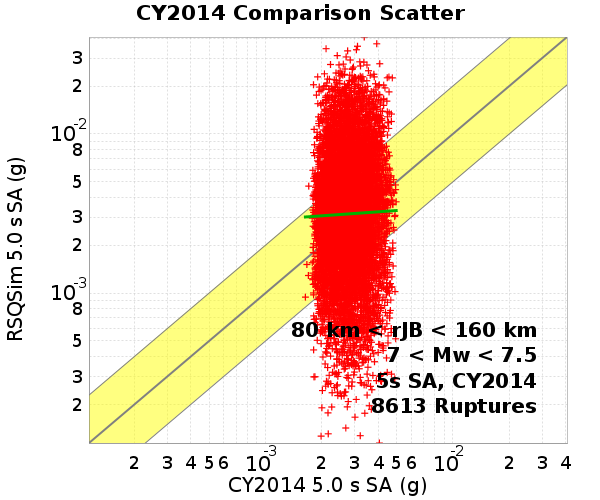 CY2014 Comparison Scatter
RSQSim 5.0 s SA (g)
3
2
10-2
8
5
3
2
10-3
8
5
3
2
80 km < rJB < 160 km
7 < Mw < 7.5
5s SA, CY2014
8613 Ruptures
2 3 4 5 6 10-3 2 3 4 5 6 10-2 2 3 4
CY2014 5.0 s SA (g)